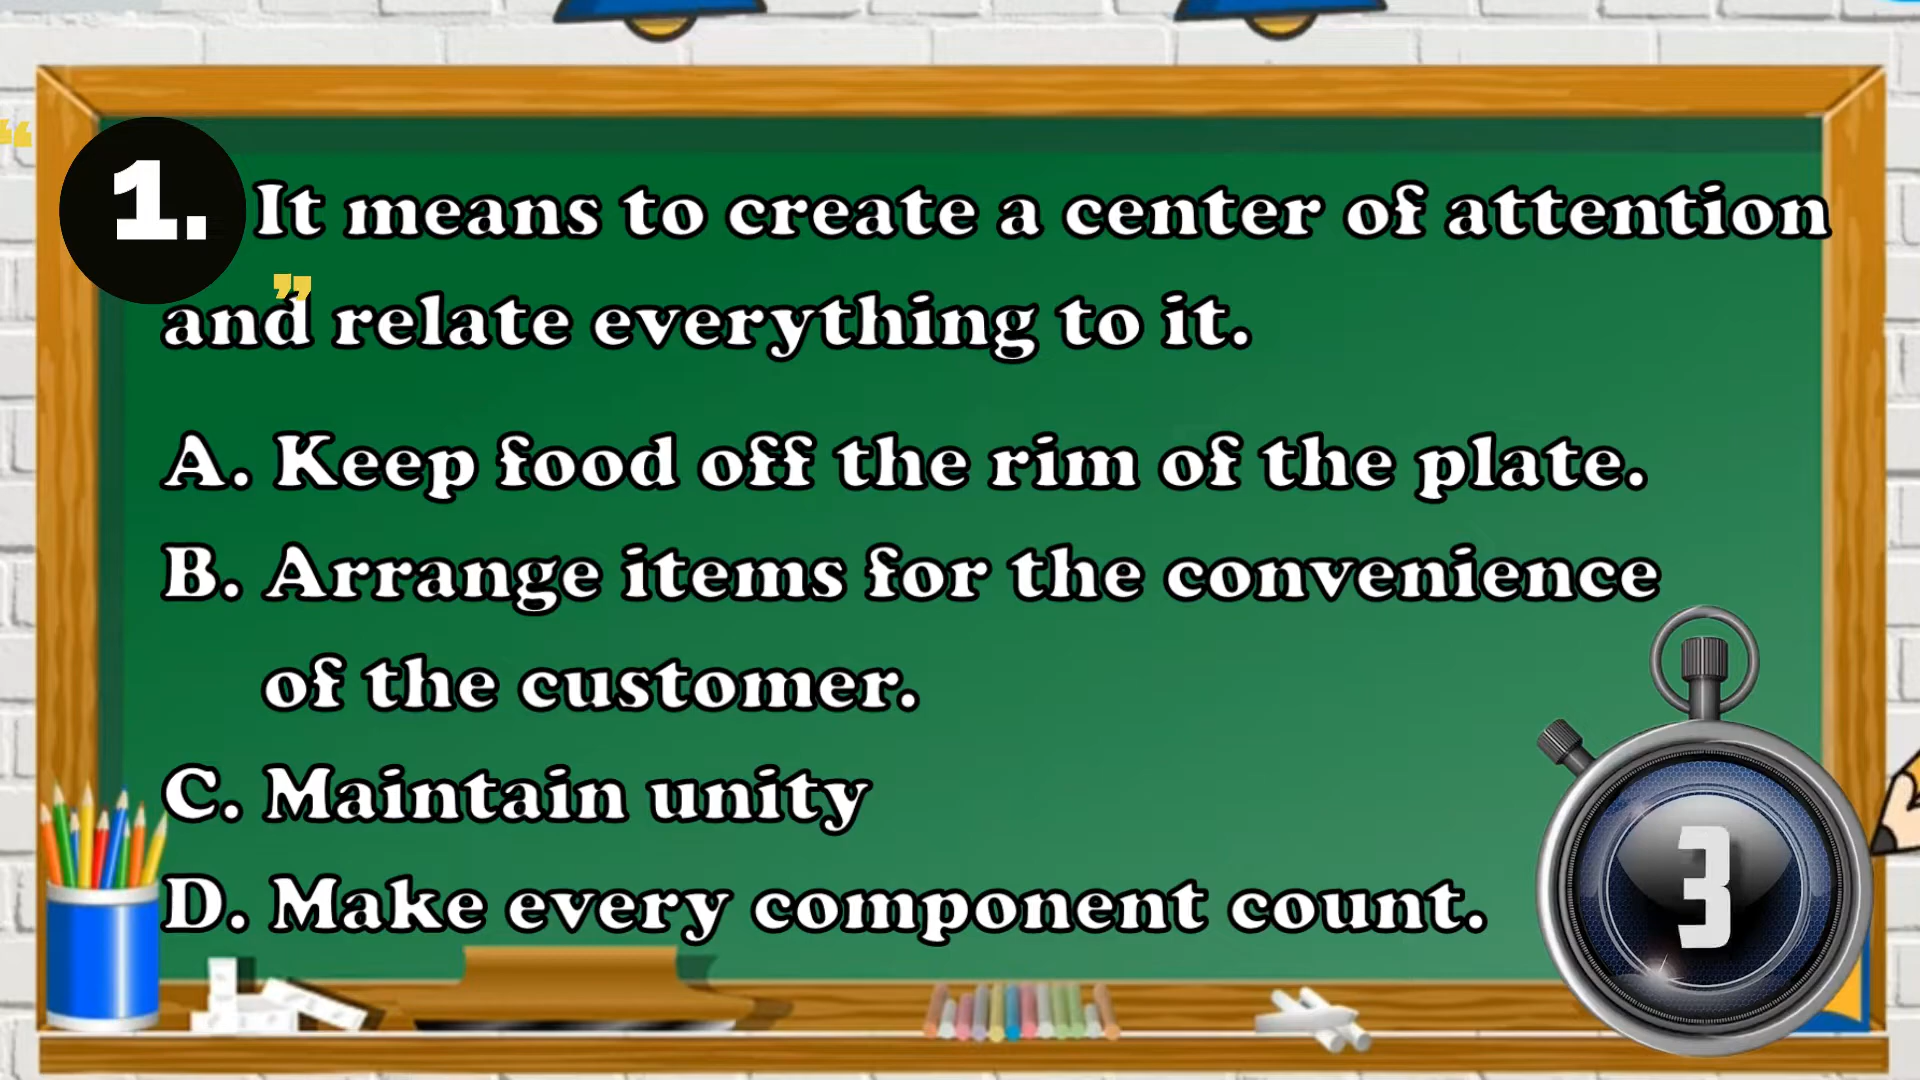 1. It means to create a center of attention
and relate everything to it.
A. Keep food off the rim of the plate.
B. Arrange items for the convenience
of the customer.
C. Maintain unity
D. Make every component count.
3